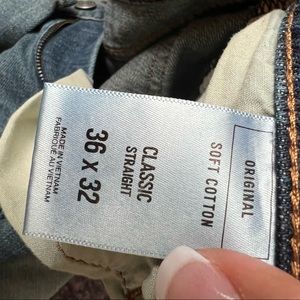 ORIGINAL
SOFT COTTON
CLASSIC
STRAIGHT
36 X 32
MADE IN VIETNAM
FABRIQUÉ AU VIETNAM